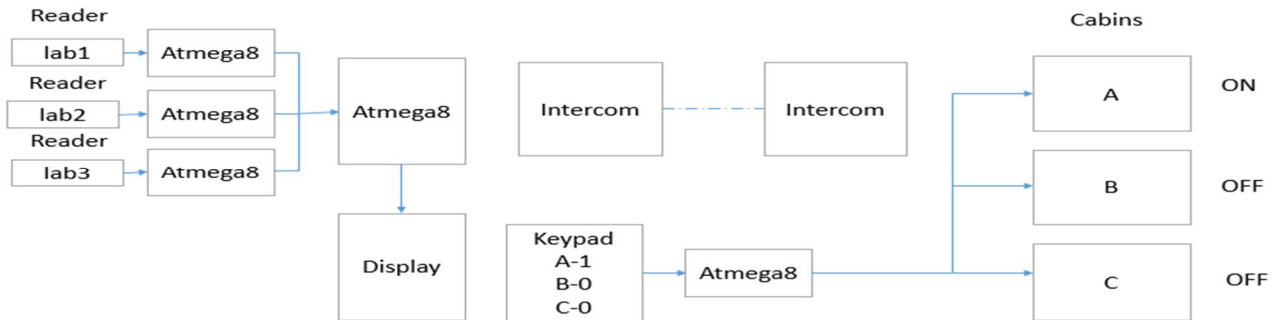 Reader
lab1
Atmega8
Reader
lab2
Atmega8
Reader
lab3
Atmega8
Atmega8
Display
Intercom
Intercom
Keypad
A-1
B-0
C-0
Atmega8
Cabins
A
ON
B
OFF
C
OFF